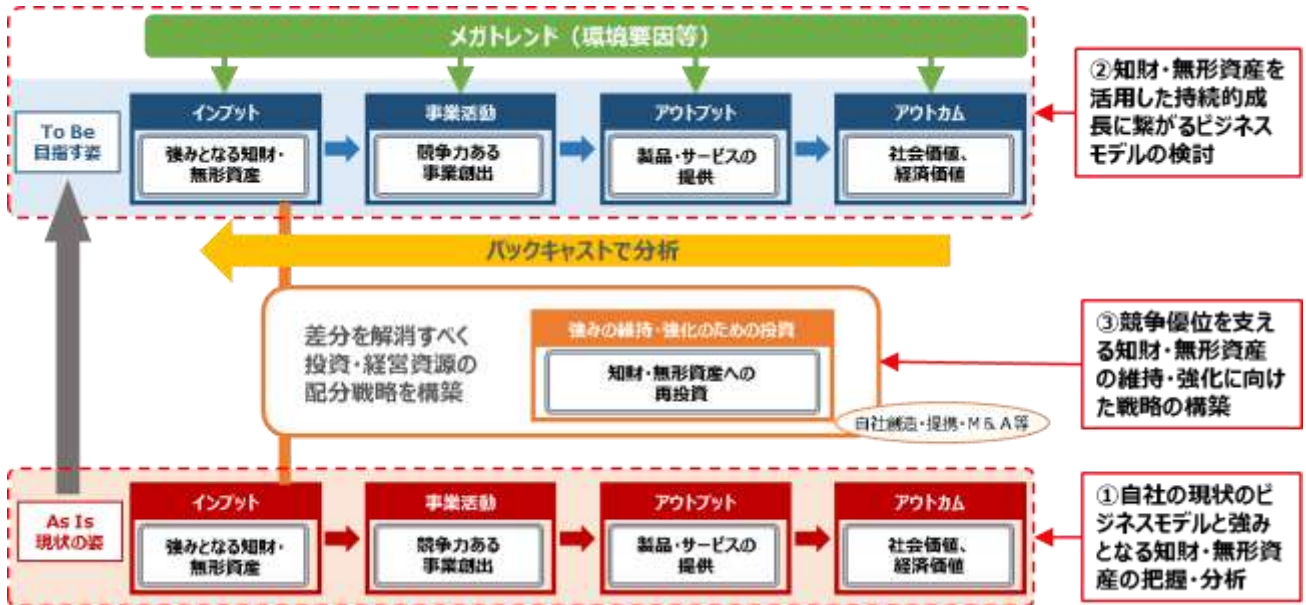 メガトレンド（環境要因等）
To Be
目指す姿
インプット
強みとなる知財・
無形資産
事業活動
競争力ある
事業創出
アウトプット
製品・サービスの
提供
アウトカム
社会価値、
経済価値
②知財・無形資産を
活用した持続的成
長に繋がるビジネス
モデルの検討
バックキャストで分析
差分を解消すべく
投資・経営資源の
配分戦略を構築
強みの維持・強化のための投資
知財・無形資産への
再投資
自社創造・提携・M＆A等
③競争優位を支え
る知財・無形資産
の維持・強化に向け
た戦略の構築
As Is
現状の姿
インプット
強みとなる知財・
無形資産
事業活動
競争力ある
事業創出
アウトプット
製品・サービスの
提供
アウトカム
社会価値、
経済価値
①自社の現状のビ
ジネスモデルと強み
となる知財・無形資
産の把握・分析